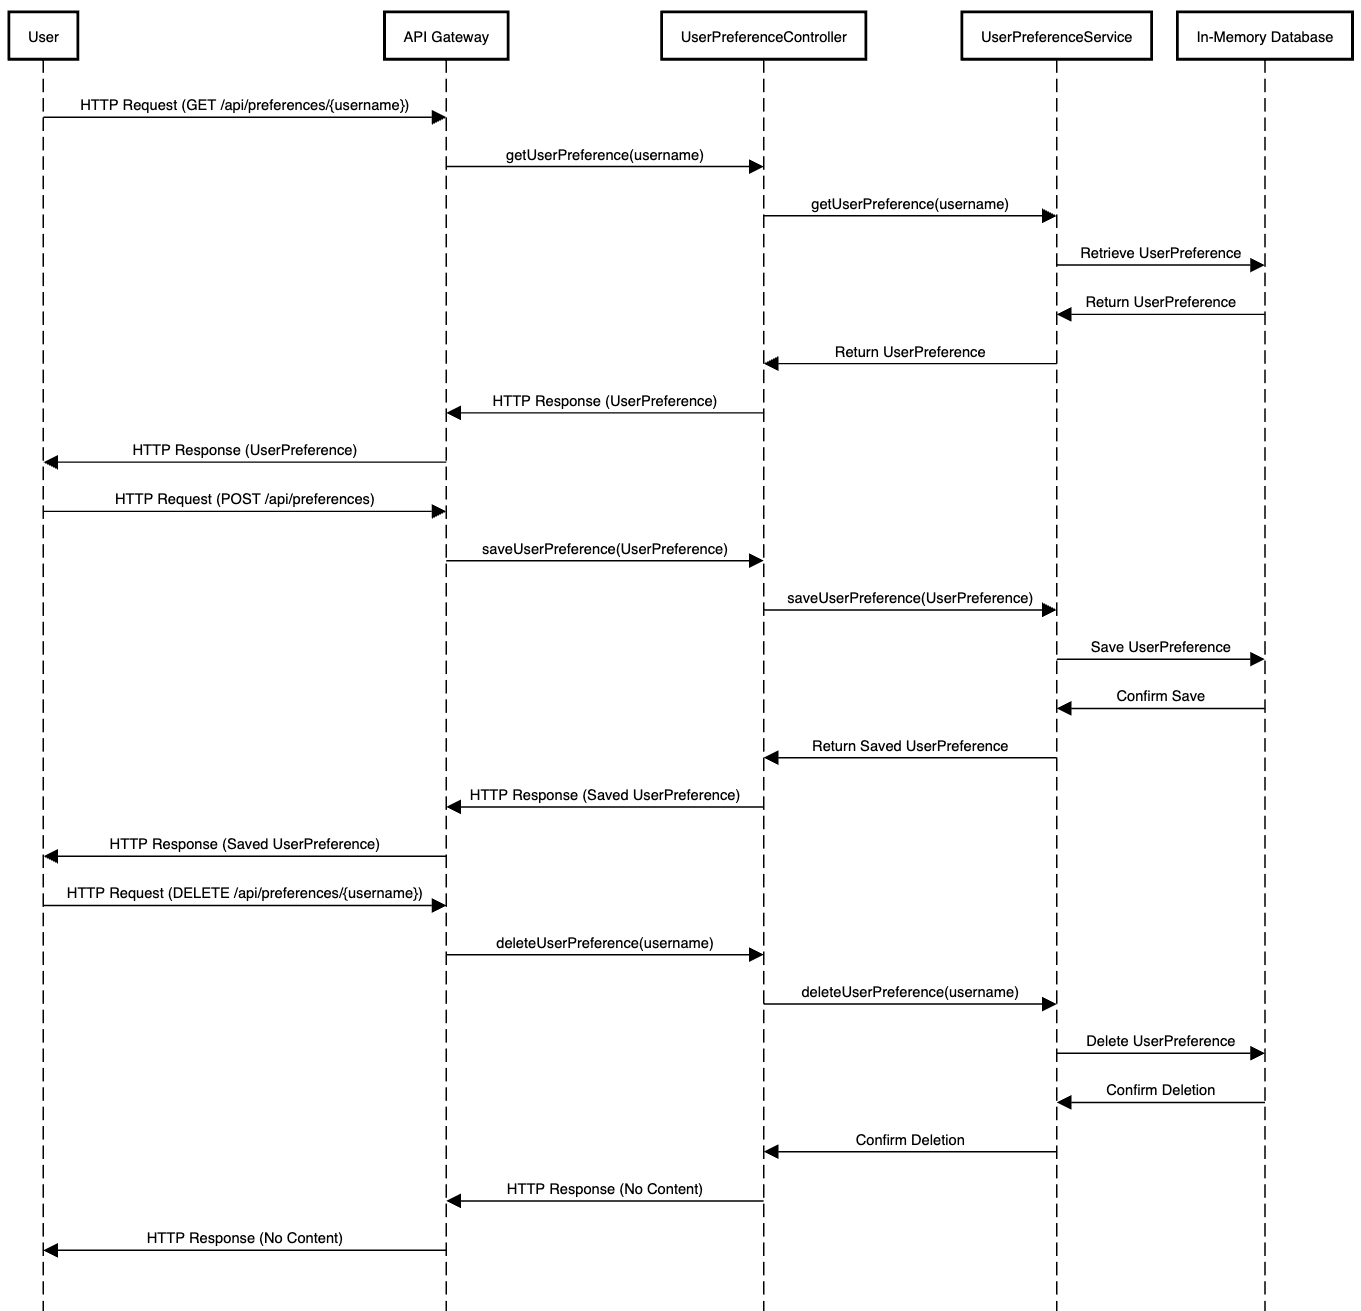 User
API Gateway
UserPreferenceController
UserPreferenceService
In-Memory Database
HTTP Request (GET /api/preferences/{username})
getUserPreference(username)
getUserPreference(username)
Retrieve UserPreference
Return UserPreference
Return UserPreference
HTTP Response (UserPreference)
HTTP Response (UserPreference)
HTTP Request (POST /api/preferences)
saveUserPreference(UserPreference)
saveUserPreference(UserPreference)
Save UserPreference
Confirm Save
Return Saved UserPreference
HTTP Response (Saved UserPreference)
HTTP Response (Saved UserPreference)
HTTP Request (DELETE /api/preferences/{username})
deleteUserPreference(username)
deleteUserPreference(username)
Delete UserPreference
Confirm Deletion
Confirm Deletion
HTTP Response (No Content)
HTTP Response (No Content)